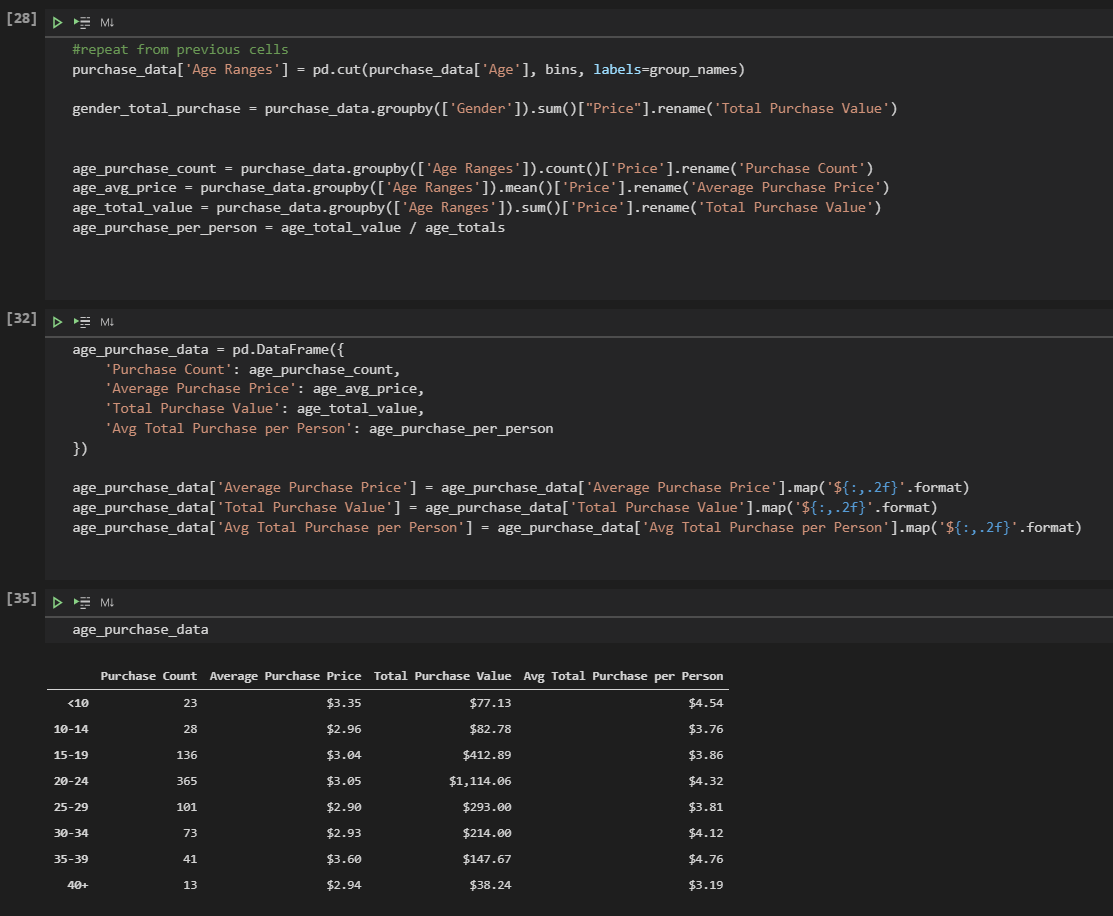 [28]
M↓
#repeat from previous cells
purchase_data['Age Ranges'] = pd.cut(purchase_data['Age'], bins, labels=group_names)
gender_total_purchase = purchase_data.groupby(['Gender']).sum()["Price"].rename('Total Purchase Value')
age_purchase_count = purchase_data.groupby(['Age Ranges']).count()['Price'].rename('Purchase Count')
age_avg_price = purchase_data.groupby(['Age Ranges']).mean()['Price'].rename('Average Purchase Price')
age_total_value = purchase_data.groupby(['Age Ranges']).sum()['Price'].rename('Total Purchase Value')
age_purchase_per_person = age_total_value / age_totals
[32]
M↓
age_purchase_data = pd.DataFrame({
    'Purchase Count': age_purchase_count,
    'Average Purchase Price': age_avg_price,
    'Total Purchase Value': age_total_value,
    'Avg Total Purchase per Person': age_purchase_per_person
})
age_purchase_data['Average Purchase Price'] = age_purchase_data['Average Purchase Price'].map('${:,.2f}'.format)
age_purchase_data['Total Purchase Value'] = age_purchase_data['Total Purchase Value'].map('${:,.2f}'.format)
age_purchase_data['Avg Total Purchase per Person'] = age_purchase_data['Avg Total Purchase per Person'].map('${:,.2f}'.format)
[35]
M↓
age_purchase_data
Purchase Count Average Purchase Price Total Purchase Value Avg Total Purchase per Person
<10 23 $3.35 $77.13 $4.54
10-14 28 $2.96 $82.78 $3.76
15-19 136 $3.04 $412.89 $3.86
20-24 365 $3.05 $1,114.06 $4.32
25-29 101 $2.90 $293.00 $3.81
30-34 73 $2.93 $214.00 $4.12
35-39 41 $3.60 $147.67 $4.76
40+ 13 $2.94 $38.24 $3.19